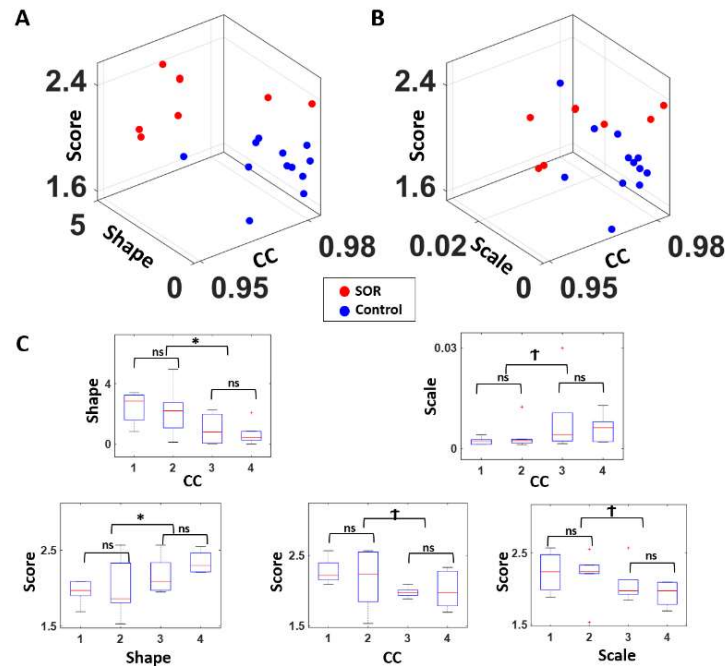 A
B
2.4
Score
1.6
5
Shape
0
0.95
CC
0.98
2.4
Score
1.6
0.02
Scale
0
0.95
CC
0.98
SOR
Control
C
Shape
4
0
ns
*
ns
1 2 3 4
CC
Scale
0.03
0
ns
†
ns
1 2 3 4
CC
Score
2.5
1.5
ns
*
ns
1 2 3 4
Shape
Score
2.5
1.5
ns
†
ns
1 2 3 4
CC
Score
2.5
1.5
ns
†
ns
1 2 3 4
Scale